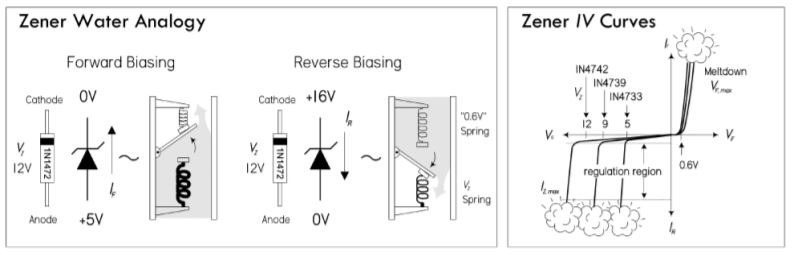 Zener Water Analogy
Forward Biasing
Cathode
0V
Vz
12V
1N1472
IF
Anode
+5V
Reverse Biasing
Cathode
+16V
IR
Vz
12V
1N1472
Anode
0V
"0.6V"
Spring
Vz
Spring
Zener IV Curves
IF
Meltdown
VF, max
IN4742
IN4739
IN4733
Vz
12 9 5
VR
VF
0.6V
regulation region
IZ, max
IR